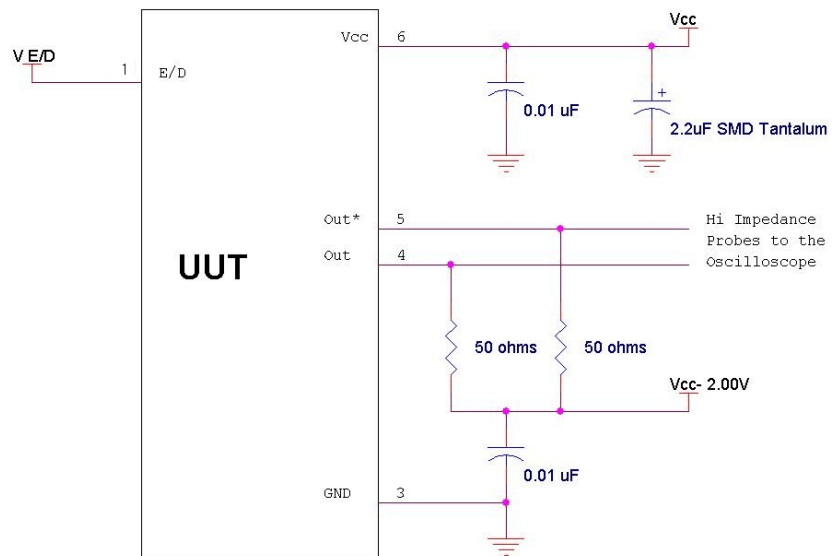 Vcc
Vcc
6
V E/D
1
E/D
0.01 uF
2.2uF SMD Tantalum
Out*
5
Hi Impedance
Probes to the
Oscilloscope
Out
4
UUT
50 ohms
50 ohms
Vcc- 2.00V
0.01 uF
GND
3